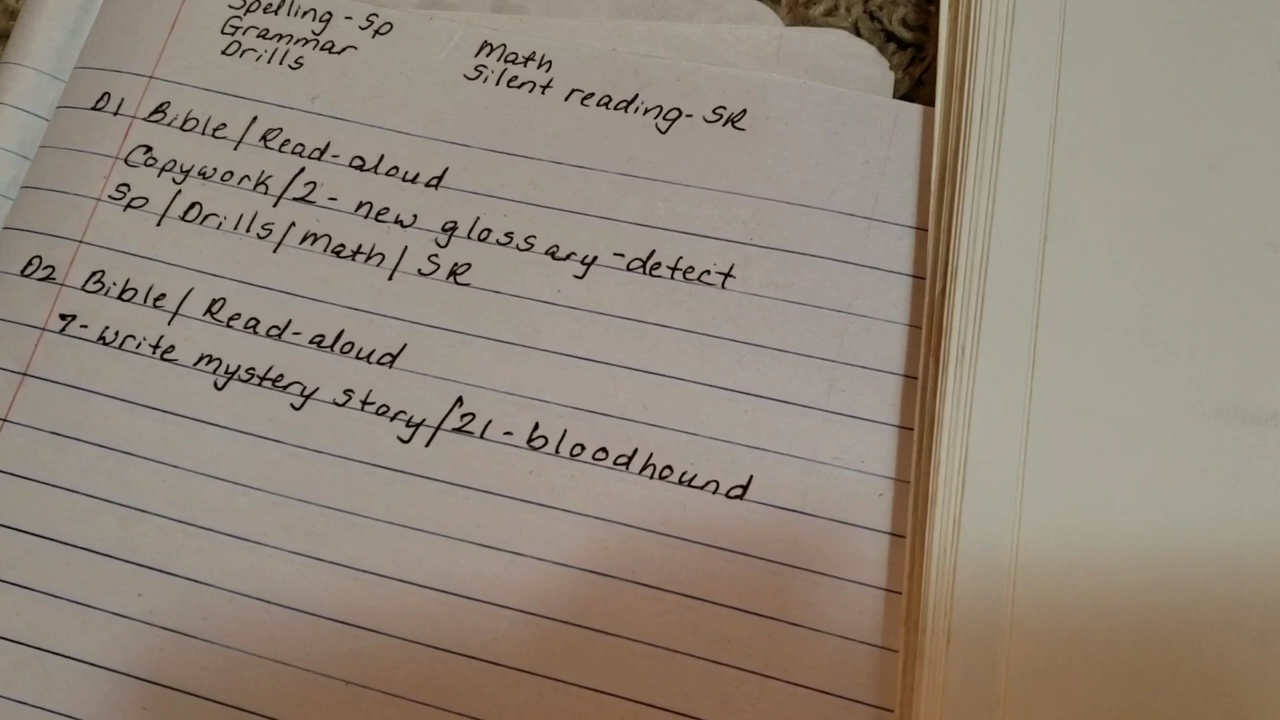 Spelling - Sp
Grammar
Drills
Math
Silent reading - SR
D1 Bible/Read-aloud
Copywork/2 - new glossary - detect
Sp/Drills/Math/SR
D2 Bible/Read-aloud
7 - write mystery story/21 - bloodhound